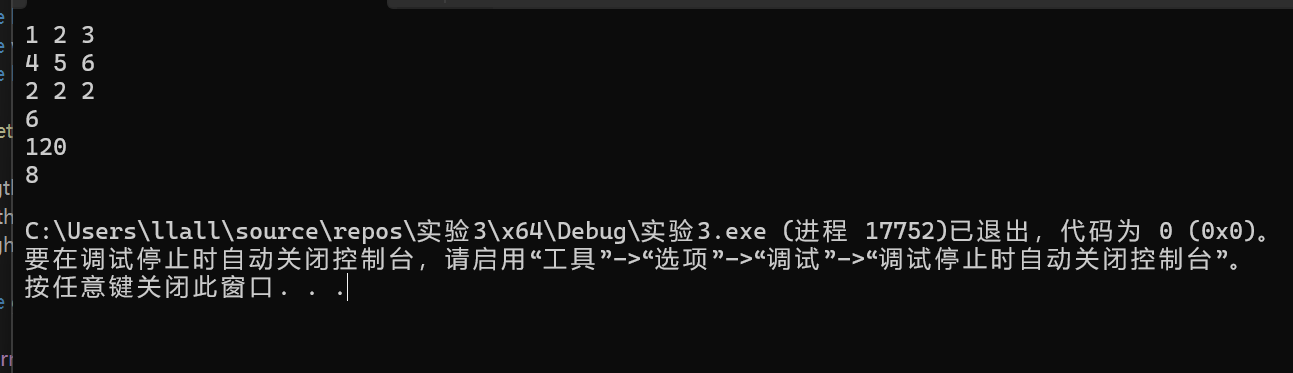 1 2 3
4 5 6
2 2 2
6
120
8
C:\Users\llall\source\repos\实验3\x64\Debug\实验3.exe (进程 17752)已退出，代码为 0 (0x0)。
要在调试停止时自动关闭控制台，请启用“工具”->“选项”->“调试”->“调试停止时自动关闭控制台”。
按任意键关闭此窗口. . .